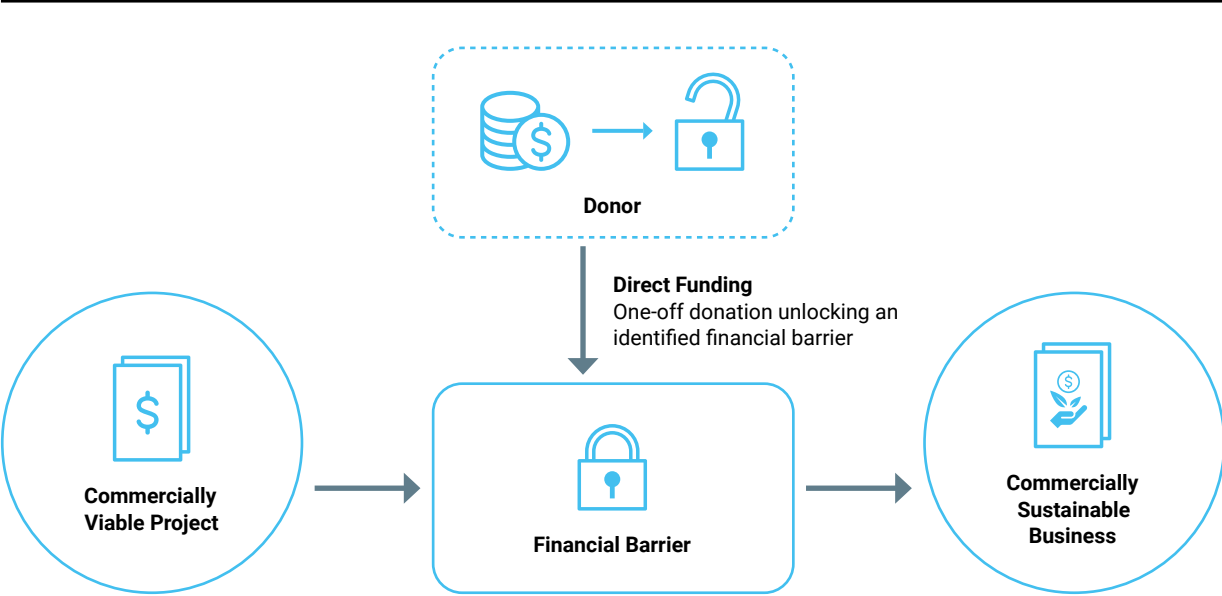 Donor
Direct Funding
One-off donation unlocking an
identified financial barrier
$
$
Commercially
Viable Project
Financial Barrier
$
Commercially
Sustainable
Business